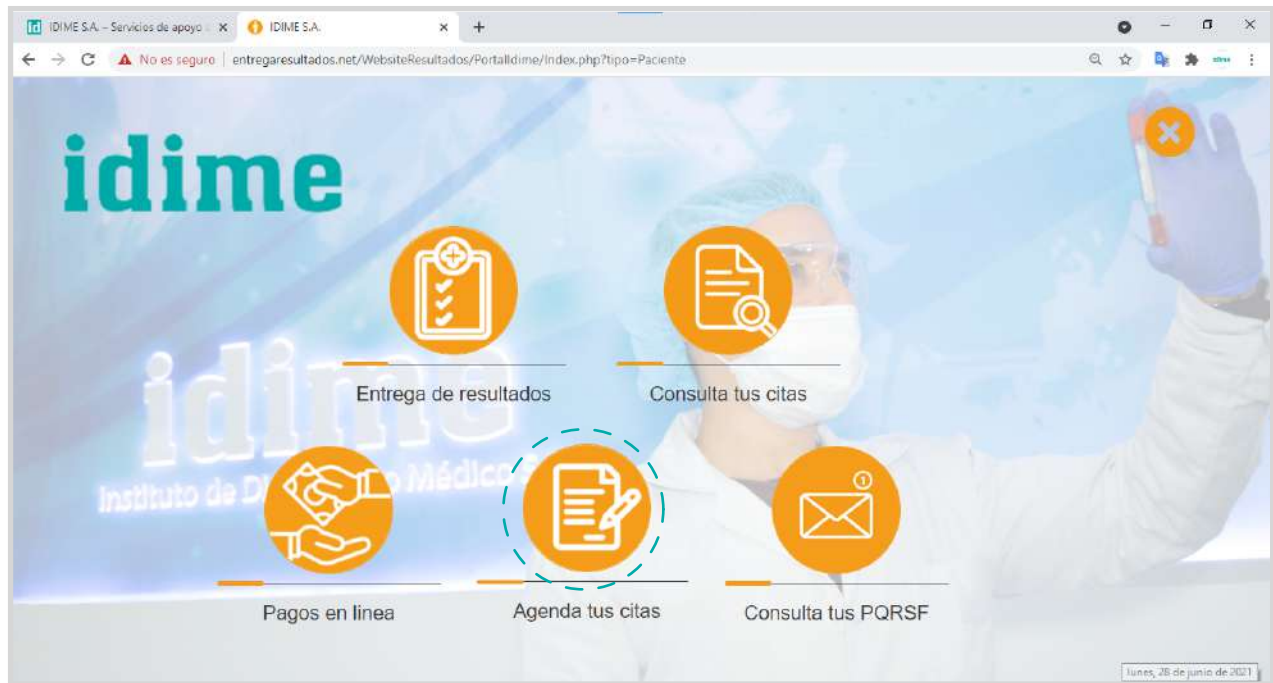 IDIME S.A. – Servicios de apoyo
IDIME S.A.
No es seguro | entregaresultados.net/WebsiteResultados/PortalIdime/Index.php?tipo=Paciente
idime
Entrega de resultados
Consulta tus citas
idime
Instituto de Médico
Pagos en linea
Agenda tus citas
Consulta tus PQRSF
lunes, 28 de junio de 2021